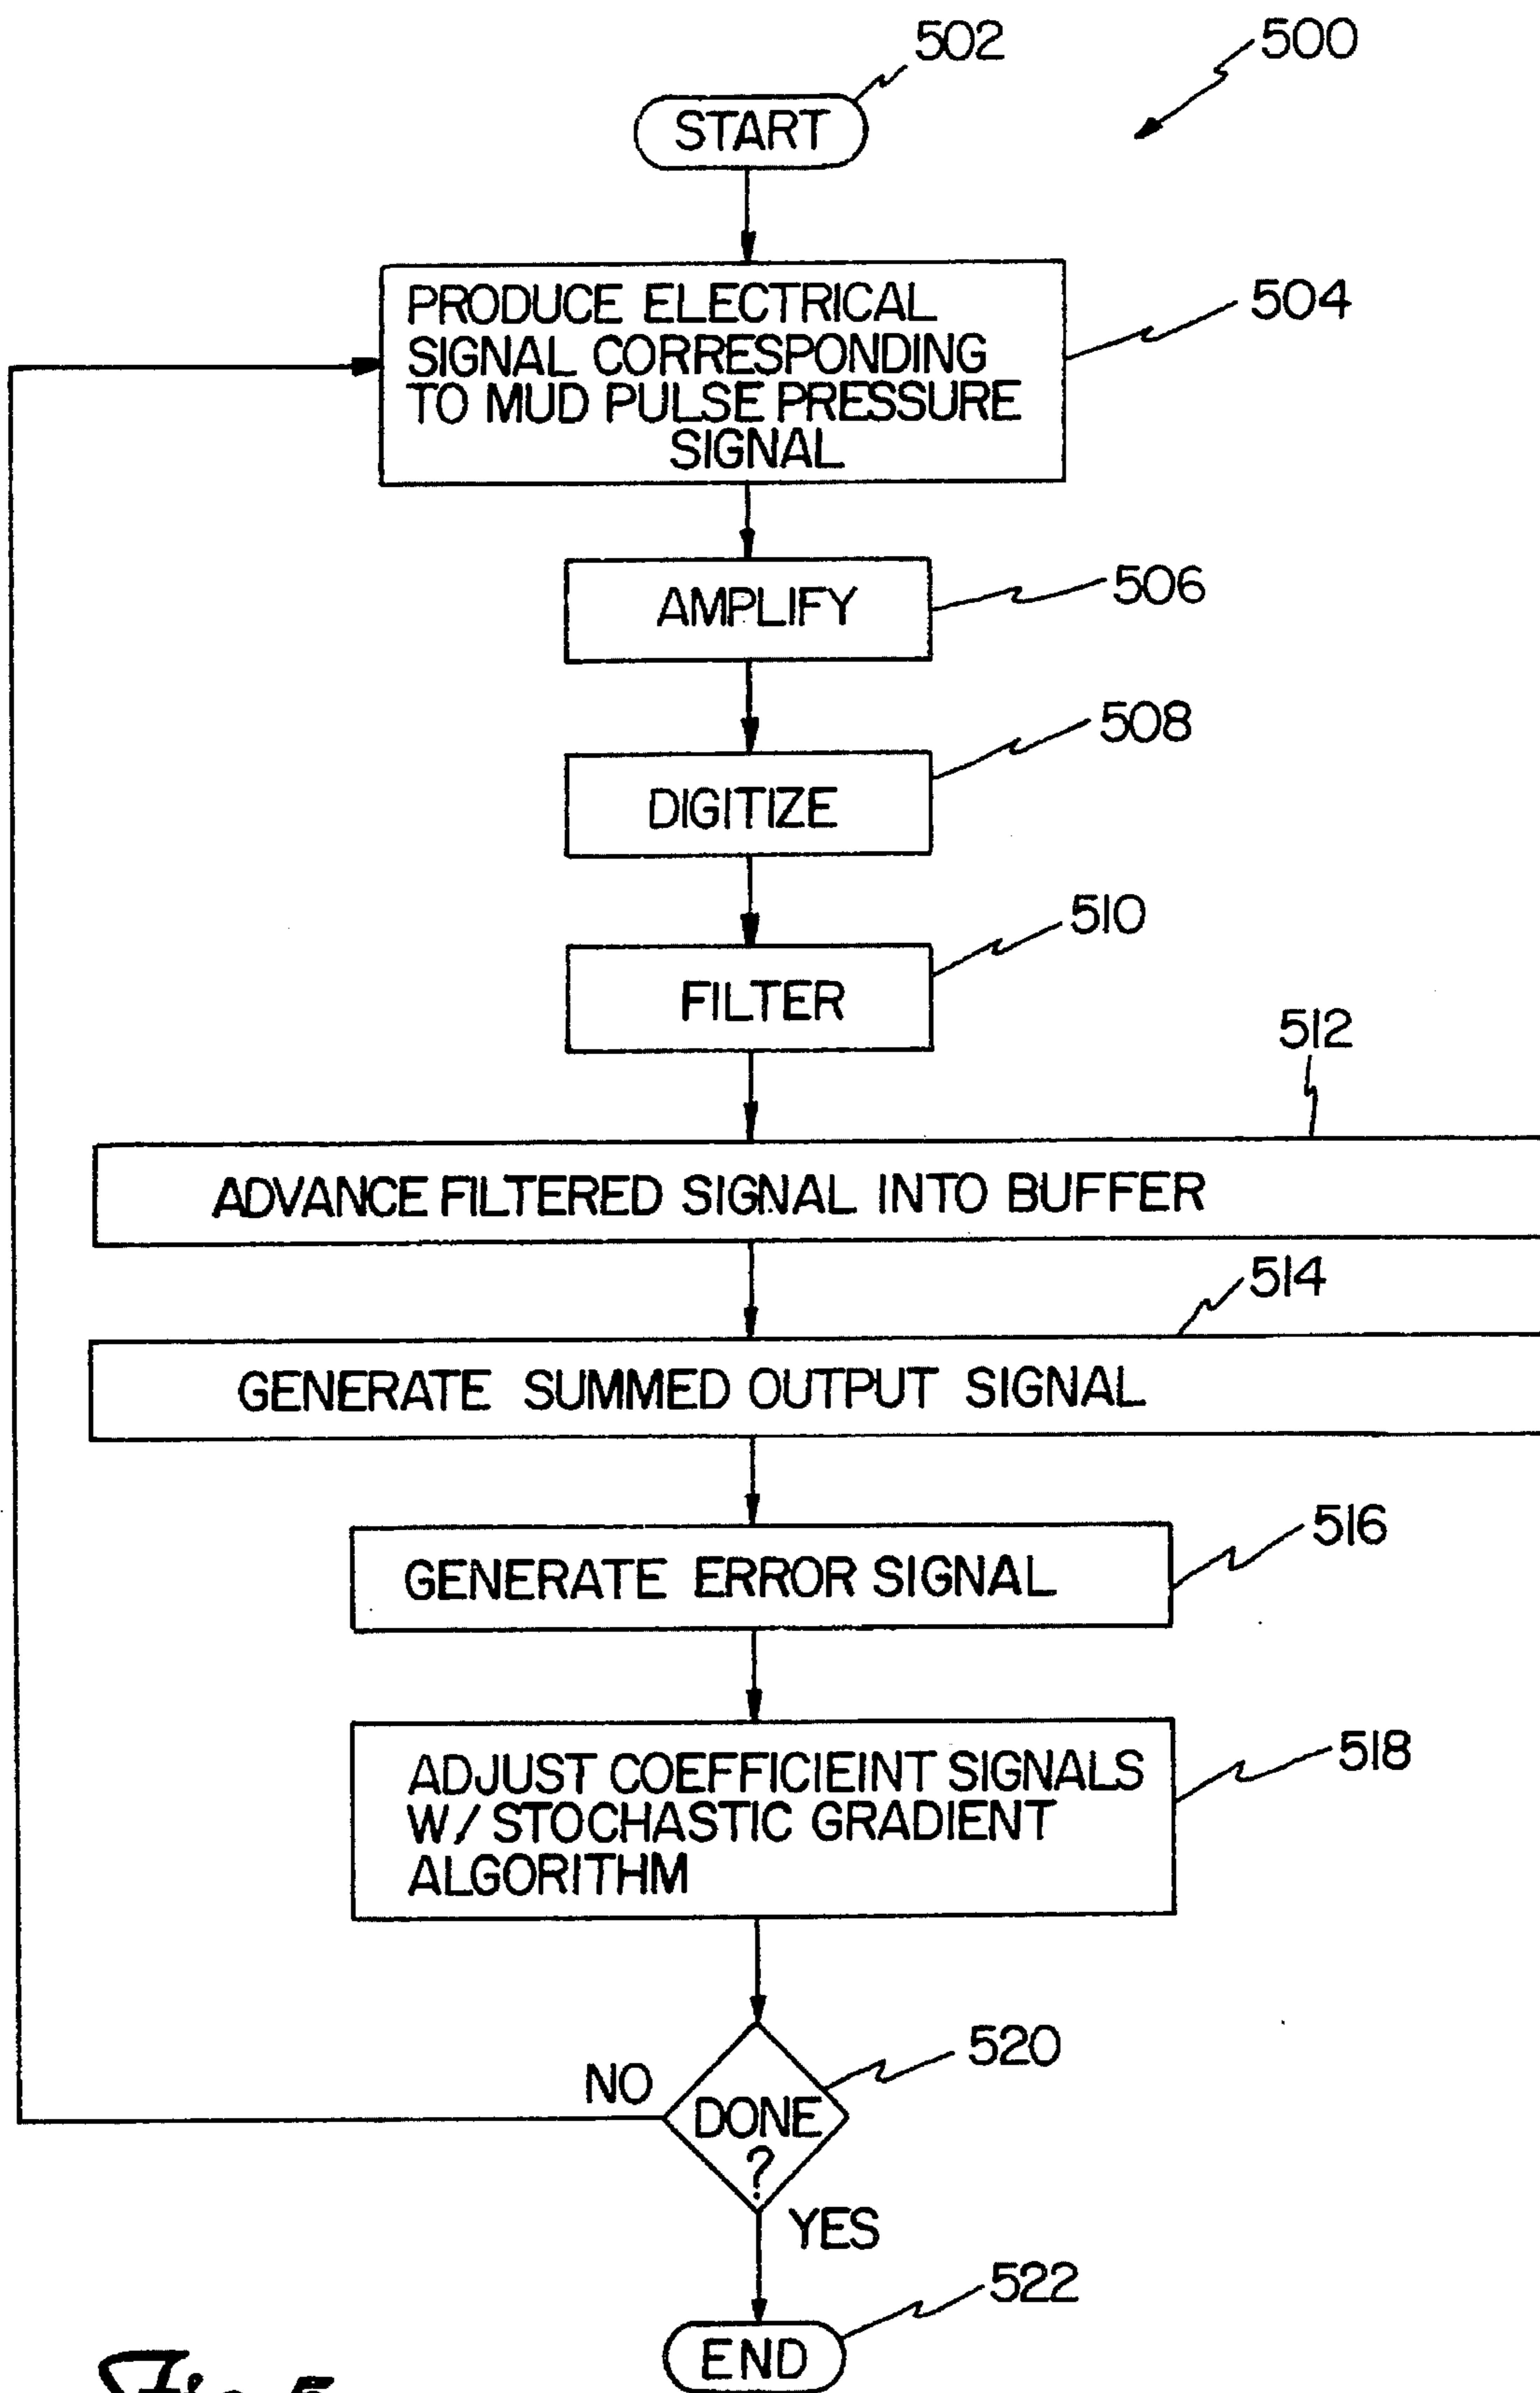 502
500
START
PRODUCE ELECTRICAL
SIGNAL CORRESPONDING
TO MUD PULSE PRESSURE
SIGNAL
504
AMPLIFY
506
508
DIGITIZE
510
FILTER
512
ADVANCE FILTERED SIGNAL INTO BUFFER
514
GENERATE SUMMED OUTPUT SIGNAL
516
GENERATE ERROR SIGNAL
518
ADJUST COEFFICIEINT SIGNALS
W/ STOCHASTIC GRADIENT
ALGORITHM
520
NO
DONE
?
YES
522
END
Fig. 5